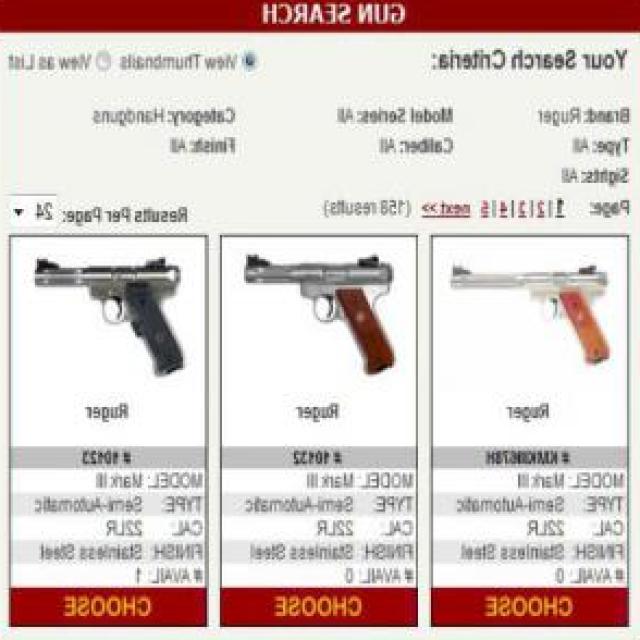 GUN SEARCH
Your Search Criteria: View Thumbnails View as List
Brand: Ruger Model Series: All Category: Handguns
Type: All Caliber: All Finish: All
Sights: All
Page: 1 | 2 | 3 | 4 | 5 next >> (158 results) Results Per Page: 24
Ruger Ruger Ruger
# KMKIII678H # 10132 # 10123
MODEL: Mark III MODEL: Mark III MODEL: Mark III
TYPE: Semi-Automatic TYPE: Semi-Automatic TYPE: Semi-Automatic
CAL: 22LR CAL: 22LR CAL: 22LR
FINISH: Stainless Steel FINISH: Stainless Steel FINISH: Stainless Steel
# AVAIL: 0 # AVAIL: 0 # AVAIL: 1
CHOOSE CHOOSE CHOOSE